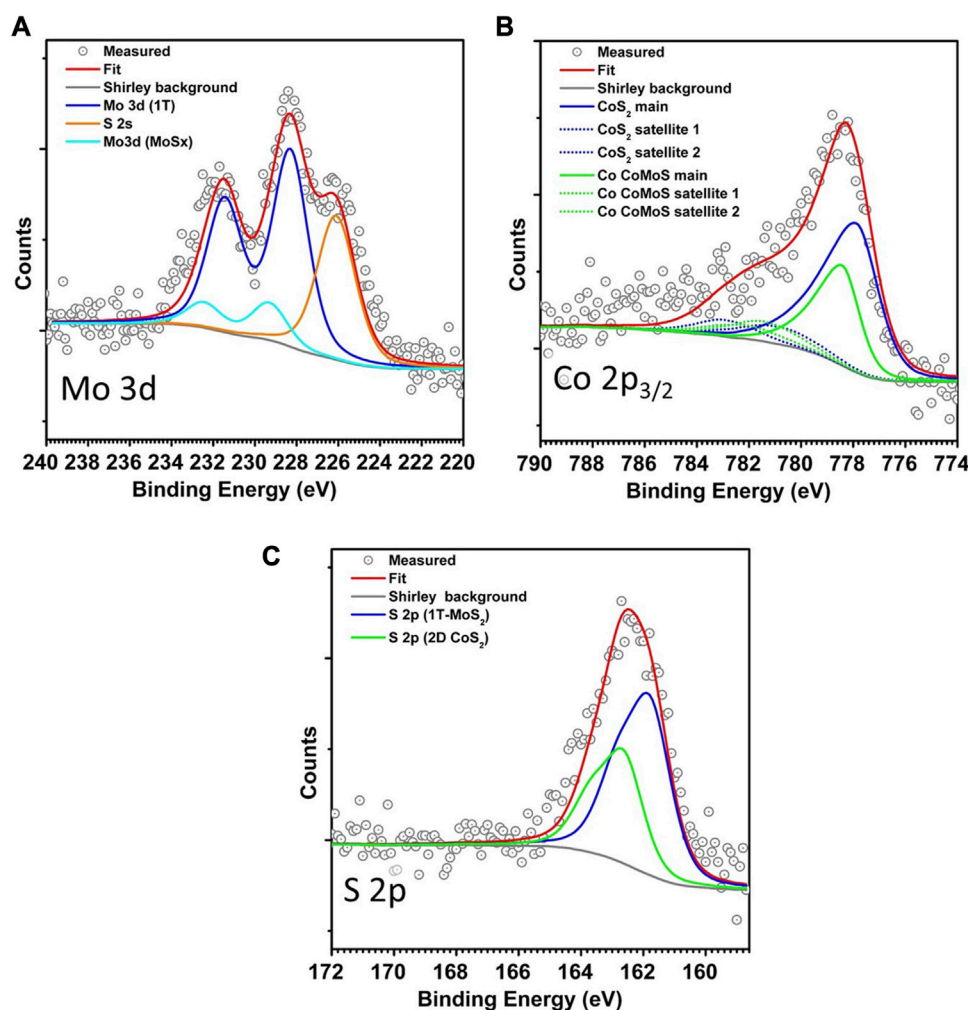 A
Measured
Fit
Shirley background
Mo 3d (1T)
S 2s
Mo3d (MoSx)
Counts
Mo 3d
240 238 236 234 232 230 228 226 224 222 220
Binding Energy (eV)
B
Measured
Fit
Shirley background
CoS2 main
CoS2 satellite 1
CoS2 satellite 2
Co CoMoS main
Co CoMoS satellite 1
Co CoMoS satellite 2
Counts
Co 2p3/2
790 788 786 784 782 780 778 776 774
Binding Energy (eV)
C
Measured
Fit
Shirley background
S 2p (1T-MoS2)
S 2p (2D CoS2)
Counts
S 2p
172 170 168 166 164 162 160
Binding Energy (eV)